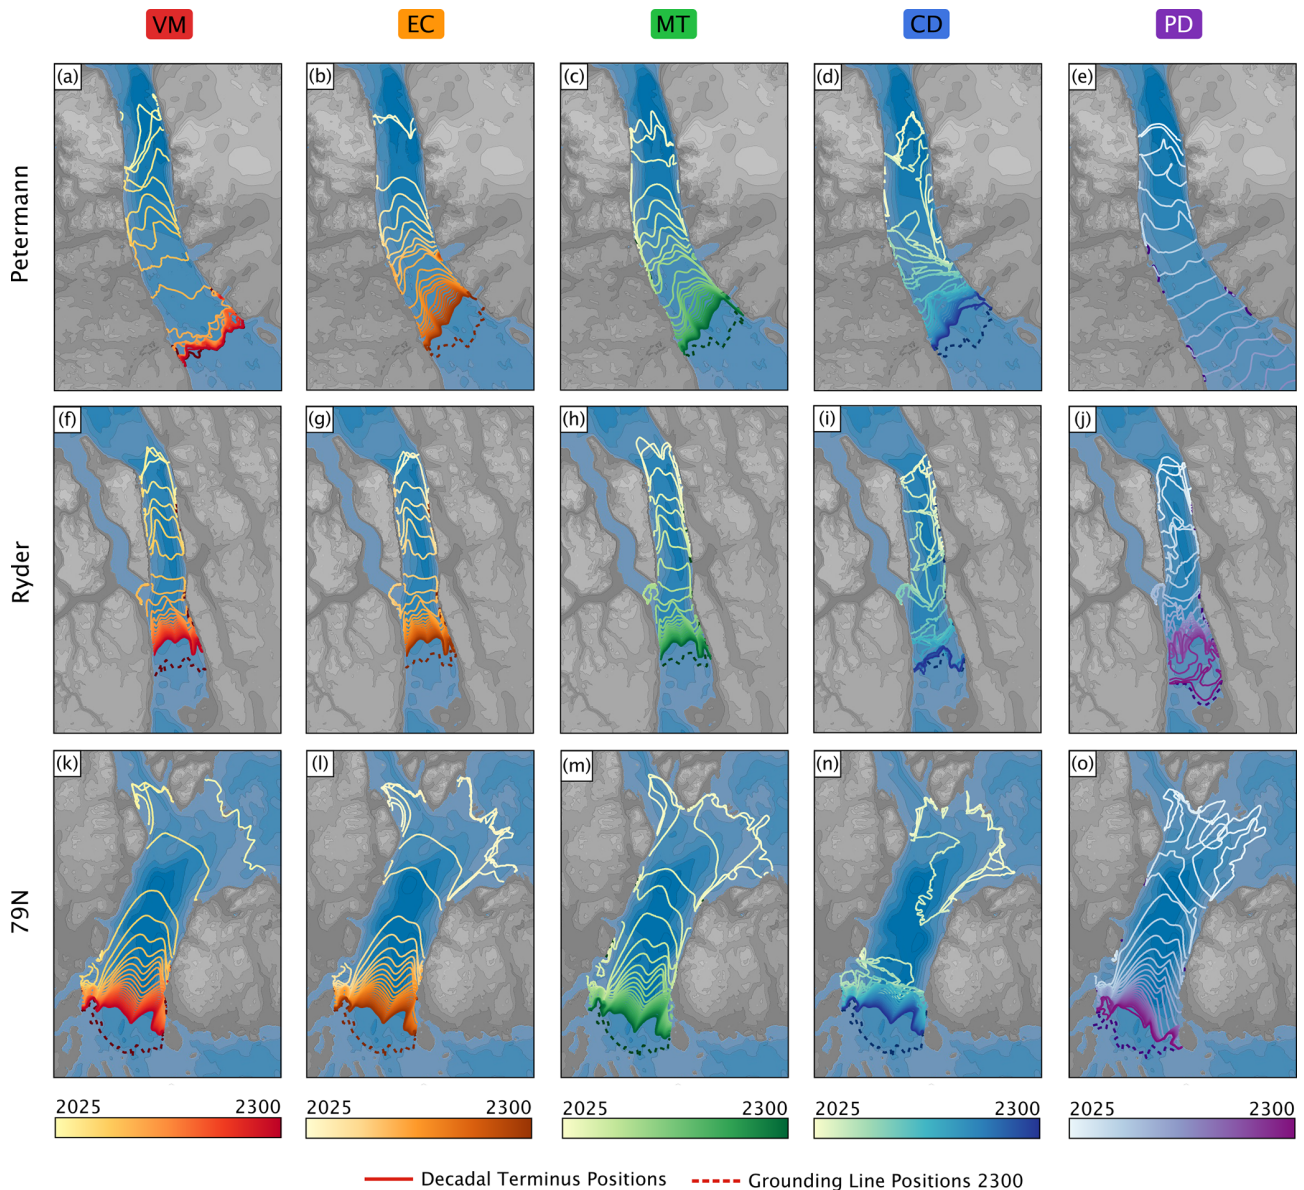 VM EC MT CD PD
Petermann
(a) (b) (c) (d) (e)
Ryder
(f) (g) (h) (i) (j)
79N
(k) (l) (m) (n) (o)
2025 2300 2025 2300 2025 2300 2025 2300 2025 2300
Decadal Terminus Positions Grounding Line Positions 2300